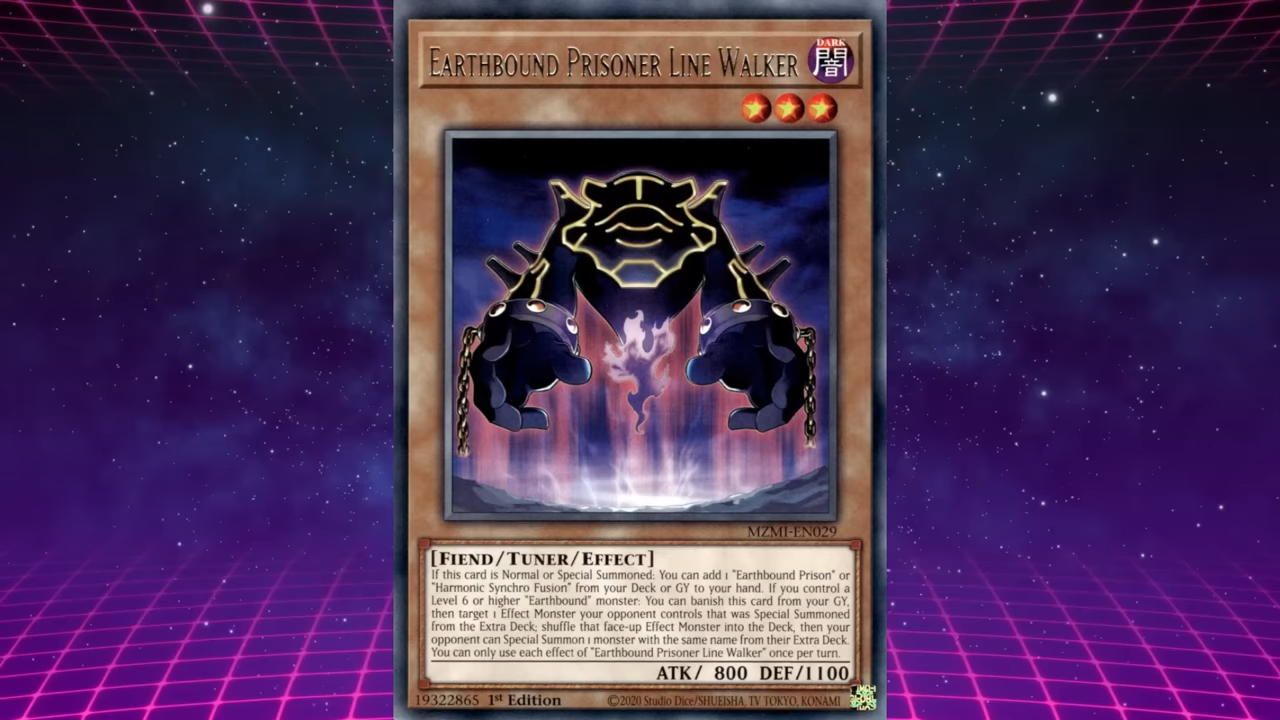 EARTHBOUND PRISONER LINE WALKER
DARK
闇
MZMI-EN029
[FIEND/TUNER/EFFECT]
If this card is Normal or Special Summoned: You can add 1 "Earthbound Prison" or
"Harmonic Synchro Fusion" from your Deck or GY to your hand. If you control a
Level 6 or higher "Earthbound" monster: You can banish this card from your GY,
then target 1 Effect Monster your opponent controls that was Special Summoned
from the Extra Deck; shuffle that face-up Effect Monster into the Deck, then your
opponent can Special Summon 1 monster with the same name from their Extra Deck.
You can only use each effect of "Earthbound Prisoner Line Walker" once per turn.
ATK/ 800 DEF/1100
19322865 1st Edition ©2020 Studio Dice/SHUEISHA, TV TOKYO, KONAMI